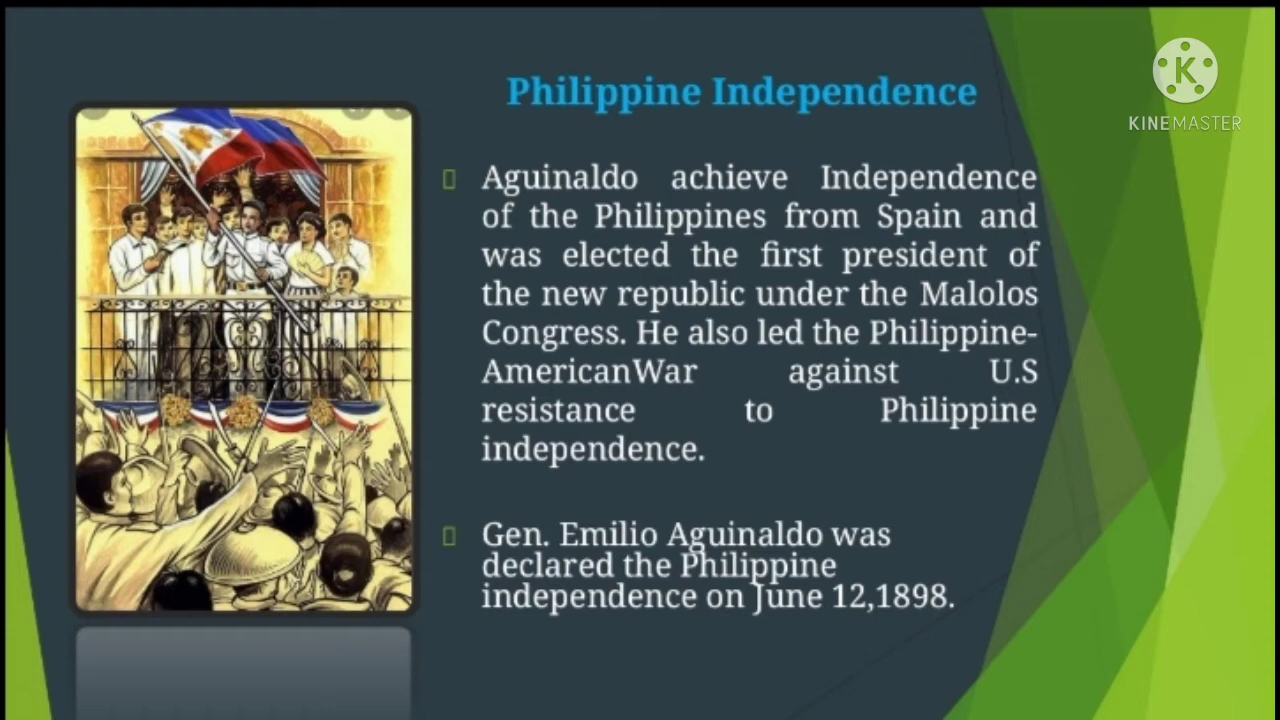 Philippine Independence
K
KINEMASTER
Aguinaldo achieve Independence
of the Philippines from Spain and
was elected the first president of
the new republic under the Malolos
Congress. He also led the Philippine-
AmericanWar against U.S
resistance to Philippine
independence.
Gen. Emilio Aguinaldo was
declared the Philippine
independence on June 12,1898.